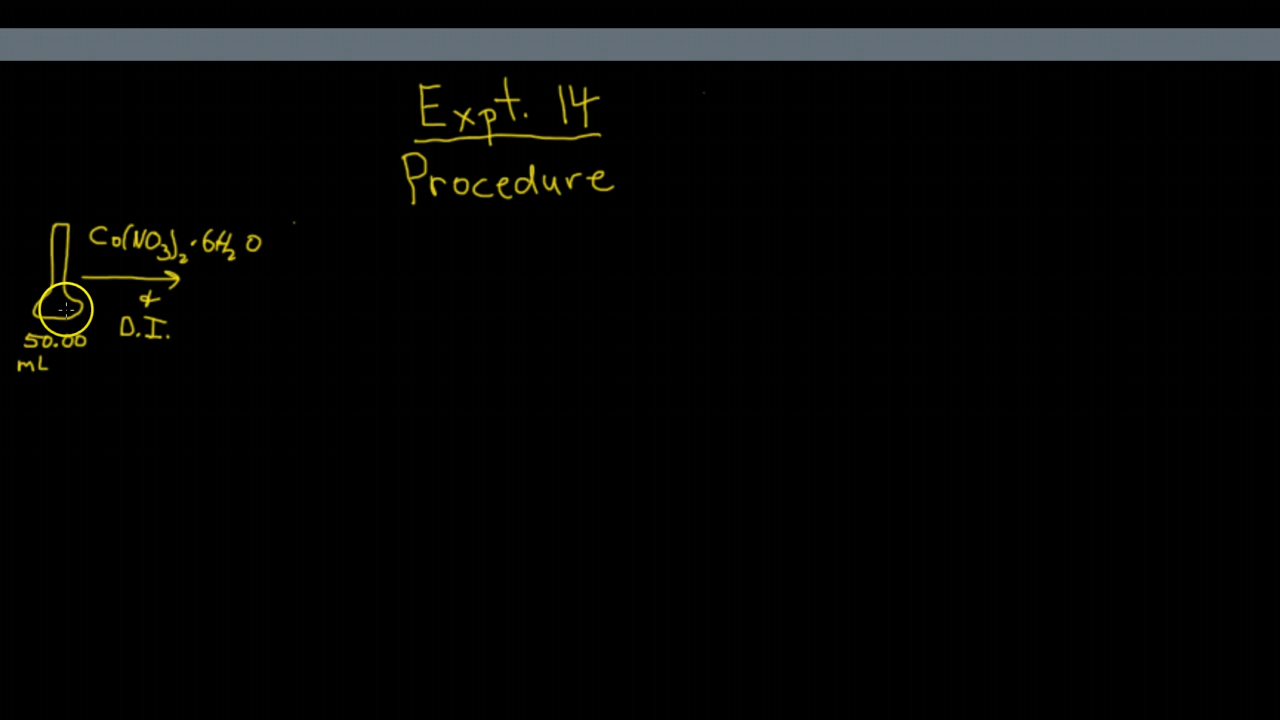 Expt. 14
Procedure
Co(NO₃)₂·6H₂O
&
D.I.
50.00
mL